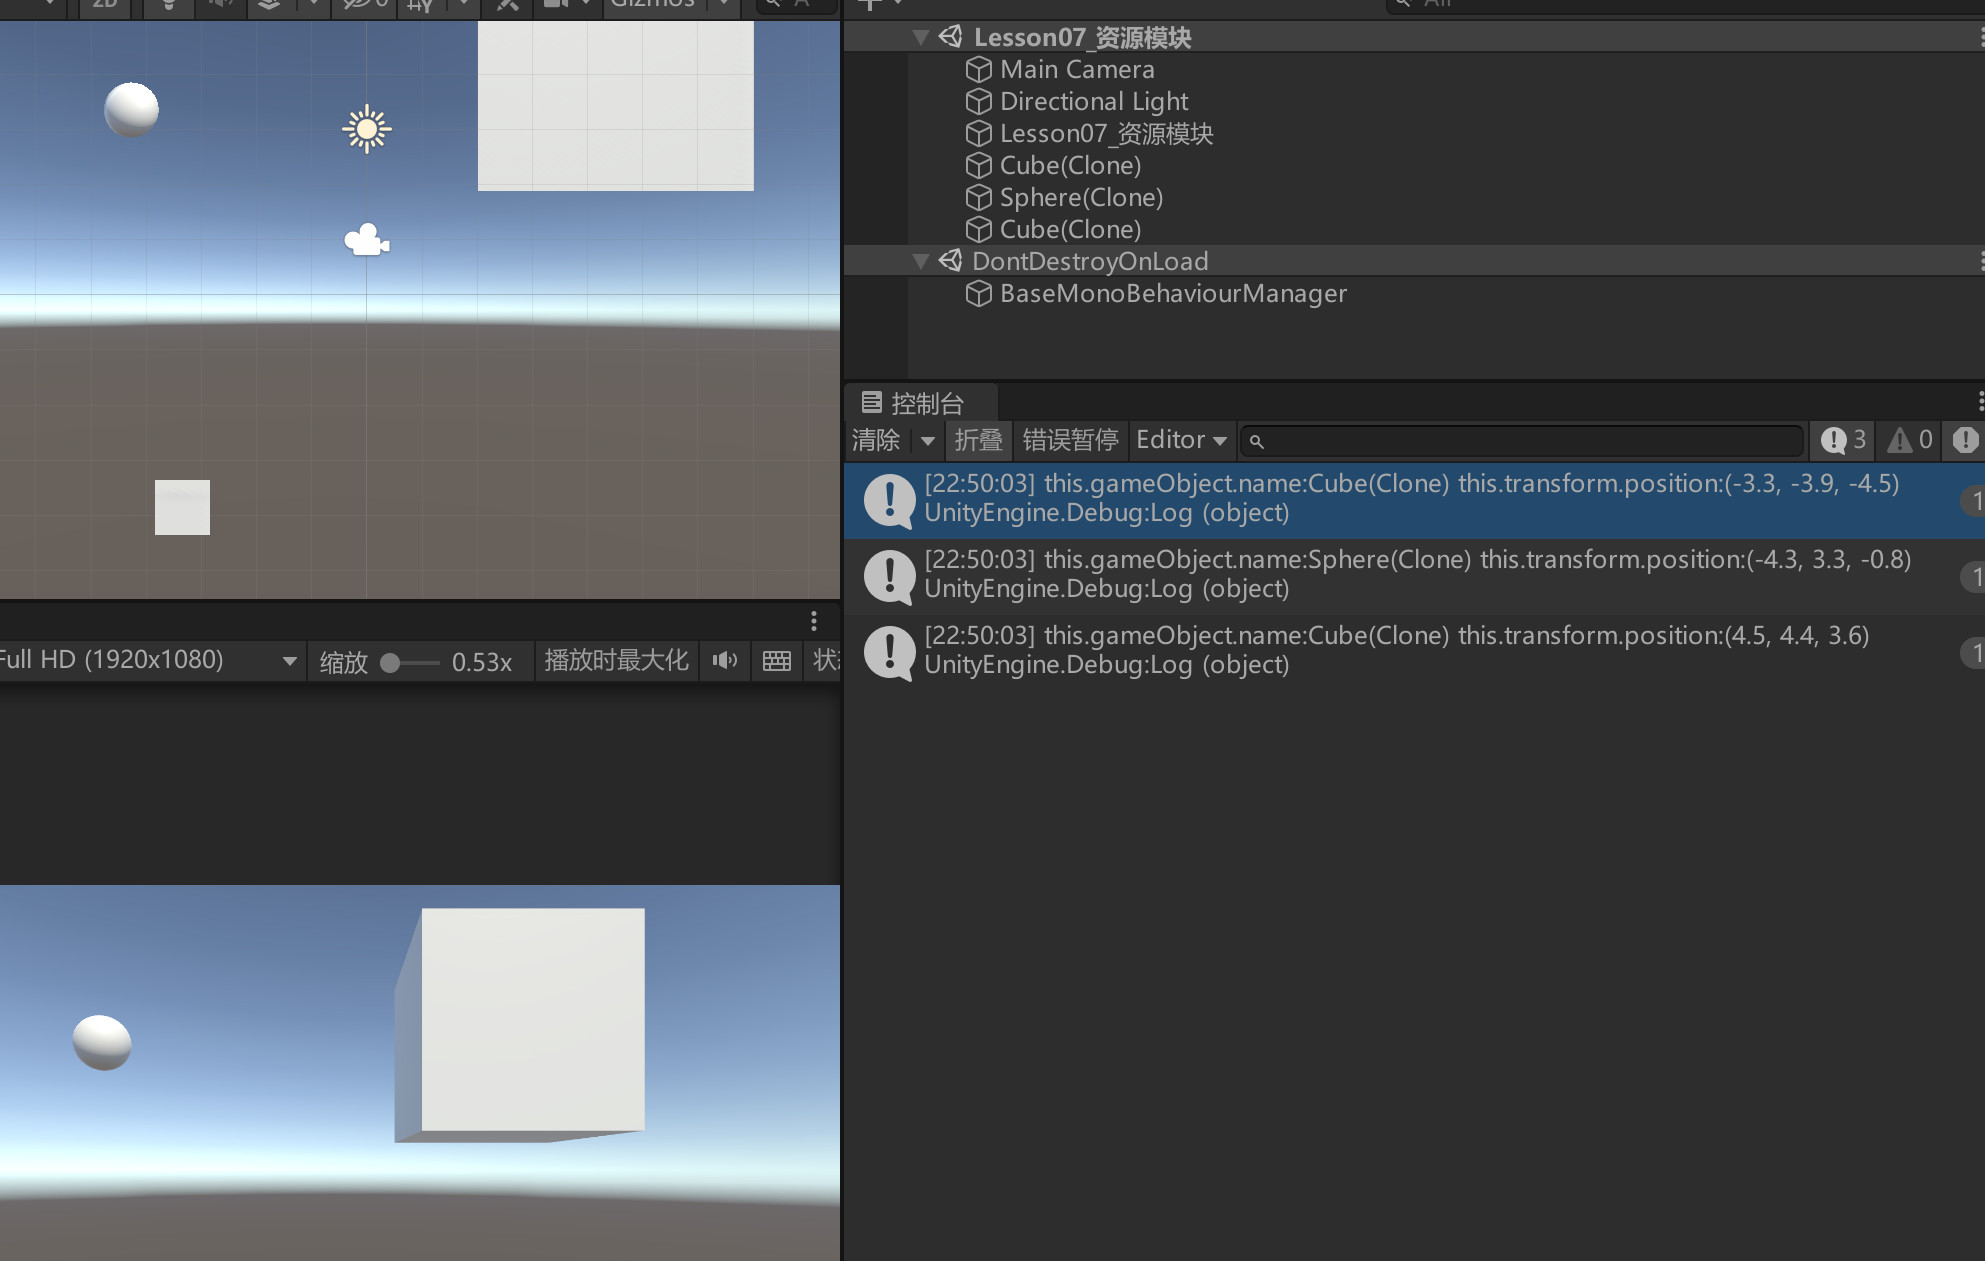 2D
0
Gizmos
All
Lesson07_资源模块
Main Camera
Directional Light
Lesson07_资源模块
Cube(Clone)
Sphere(Clone)
Cube(Clone)
DontDestroyOnLoad
BaseMonoBehaviourManager
控制台
清除 折叠 错误暂停 Editor 3 0
[22:50:03] this.gameObject.name:Cube(Clone) this.transform.position:(-3.3, -3.9, -4.5)
UnityEngine.Debug:Log (object)
1
[22:50:03] this.gameObject.name:Sphere(Clone) this.transform.position:(-4.3, 3.3, -0.8)
UnityEngine.Debug:Log (object)
1
[22:50:03] this.gameObject.name:Cube(Clone) this.transform.position:(4.5, 4.4, 3.6)
UnityEngine.Debug:Log (object)
1
Full HD (1920x1080) 缩放 0.53x 播放时最大化 状